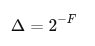 Δ = 2^{-F}